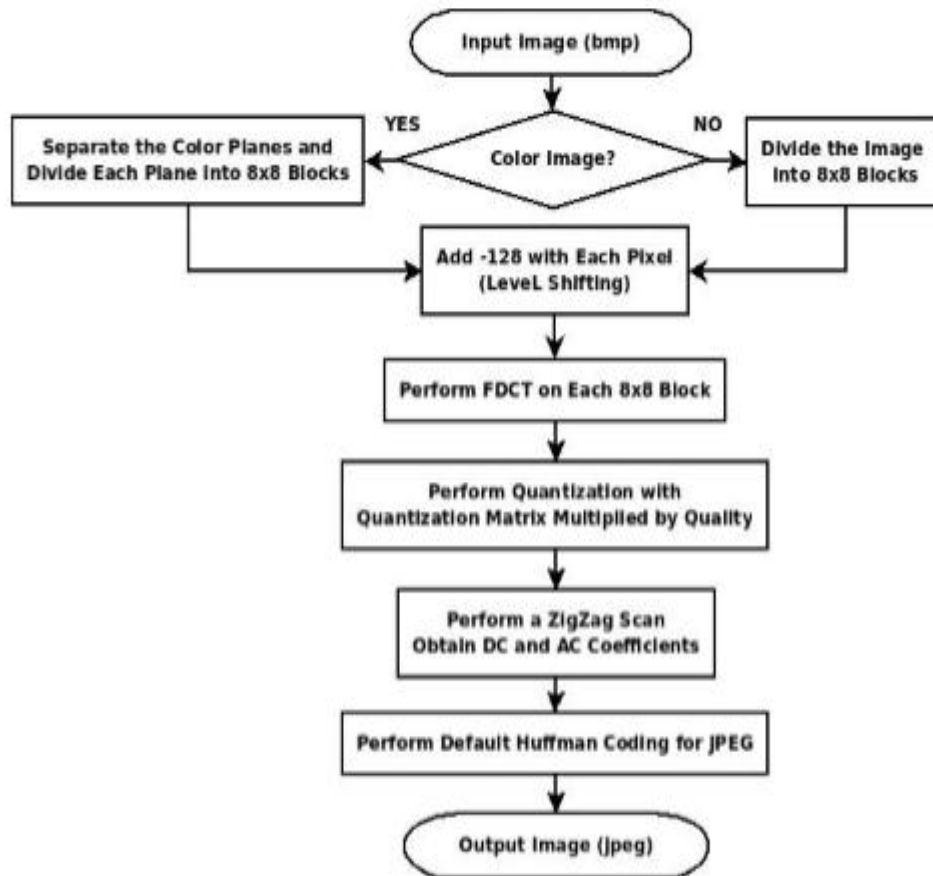 Input Image (bmp)
YES
NO
Color Image?
Separate the Color Planes and
Divide Each Plane into 8x8 Blocks
Divide the Image
into 8x8 Blocks
Add -128 with Each Pixel
(LeveL Shifting)
Perform FDCT on Each 8x8 Block
Perform Quantization with
Quantization Matrix Multiplied by Quality
Perform a ZigZag Scan
Obtain DC and AC Coefficients
Perform Default Huffman Coding for JPEG
Output Image (jpeg)